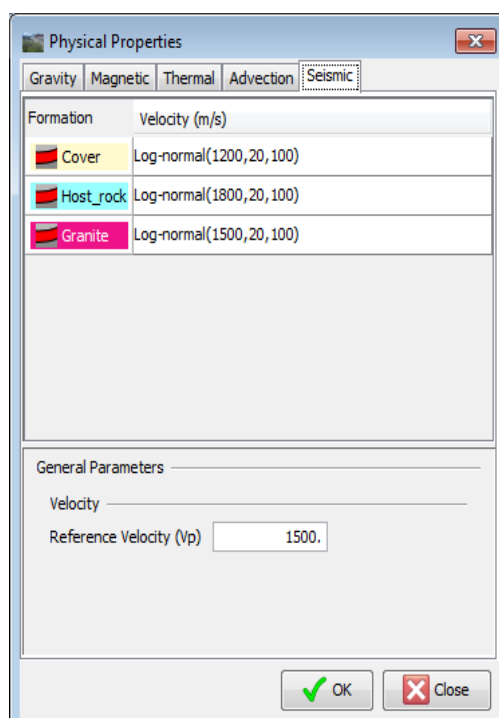 Physical Properties
Gravity Magnetic Thermal Advection Seismic
Formation Velocity (m/s)
Cover Log-normal(1200,20,100)
Host_rock Log-normal(1800,20,100)
Granite Log-normal(1500,20,100)
General Parameters
Velocity
Reference Velocity (Vp) 1500.
OK Close